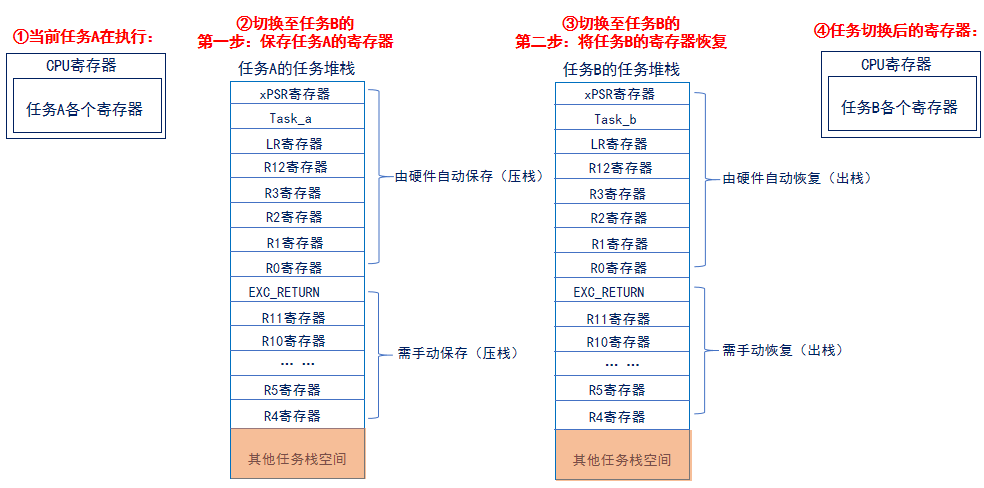 ①当前任务A在执行：
CPU寄存器
任务A各个寄存器
②切换至任务B的
第一步：保存任务A的寄存器
任务A的任务堆栈
xPSR寄存器
Task_a
LR寄存器
R12寄存器
R3寄存器
R2寄存器
R1寄存器
R0寄存器
EXC_RETURN
R11寄存器
R10寄存器
… …
R5寄存器
R4寄存器
其他任务栈空间
由硬件自动保存（压栈）
需手动保存（压栈）
③切换至任务B的
第二步：将任务B的寄存器恢复
任务B的任务堆栈
xPSR寄存器
Task_b
LR寄存器
R12寄存器
R3寄存器
R2寄存器
R1寄存器
R0寄存器
EXC_RETURN
R11寄存器
R10寄存器
… …
R5寄存器
R4寄存器
其他任务栈空间
由硬件自动恢复（出栈）
需手动恢复（出栈）
④任务切换后的寄存器：
CPU寄存器
任务B各个寄存器